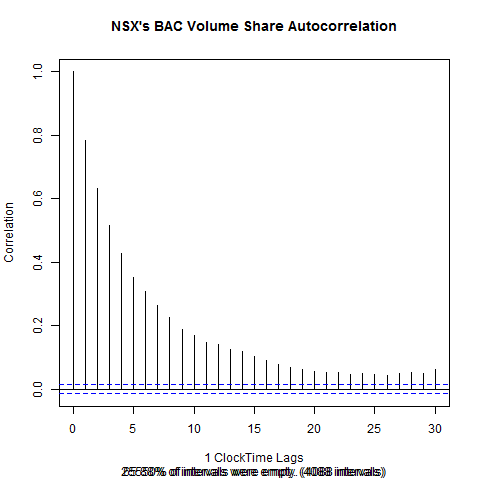 NSX's BAC Volume Share Autocorrelation
Correlation
1.0
0.8
0.6
0.4
0.2
0.0
0 5 10 15 20 25 30
1 ClockTime Lags
% of intervals were empty. ( intervals)